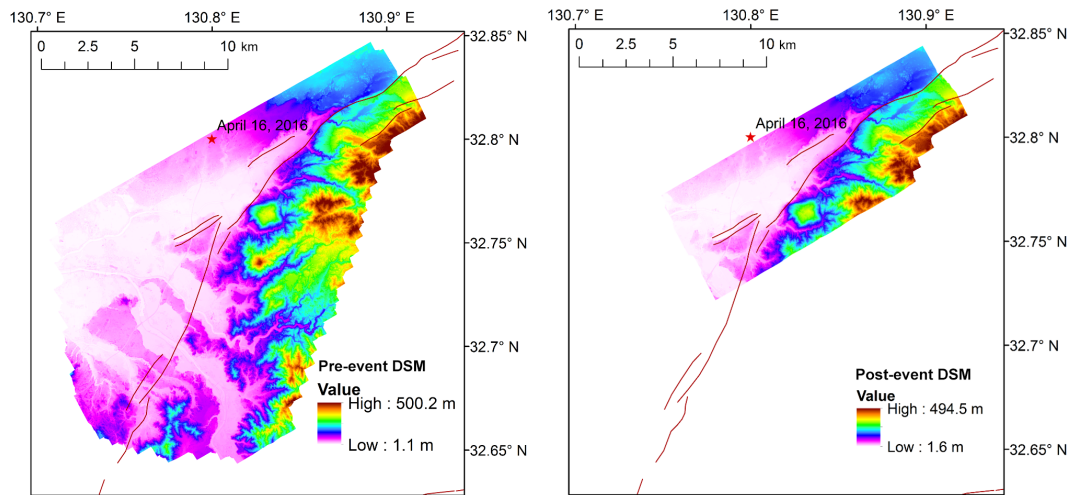 130.7° E 130.8° E 130.9° E
0 2.5 5 10 km
April 16, 2016
32.85° N
32.8° N
32.75° N
32.7° N
32.65° N
Pre-event DSM
Value
High : 500.2 m
Low : 1.1 m
130.7° E 130.8° E 130.9° E
0 2.5 5 10 km
April 16, 2016
32.85° N
32.8° N
32.75° N
32.7° N
32.65° N
Post-event DSM
Value
High : 494.5 m
Low : 1.6 m